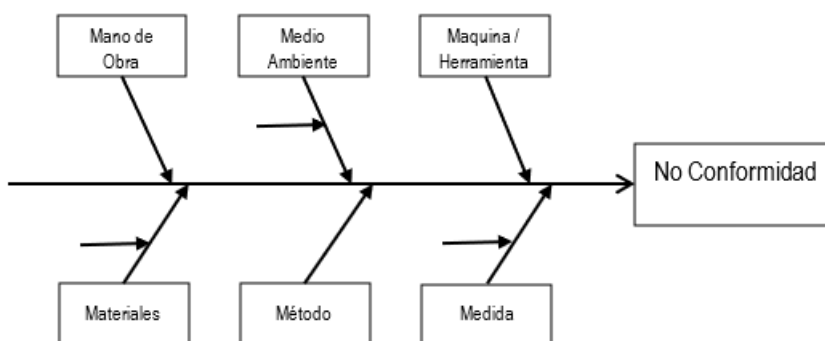 Mano de
Obra
Medio
Ambiente
Maquina /
Herramienta
No Conformidad
Materiales
Método
Medida